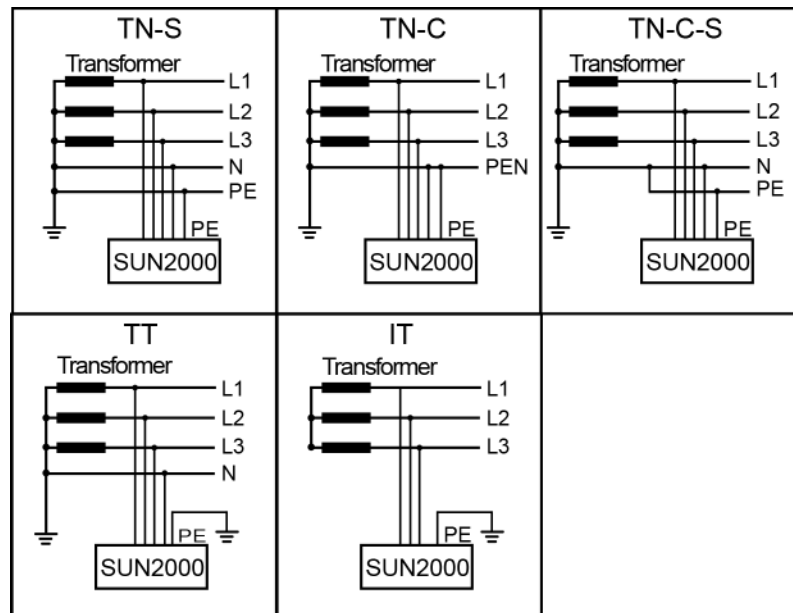 TN-S
Transformer
L1
L2
L3
N
PE
PE
SUN2000
TN-C
Transformer
L1
L2
L3
PEN
PE
SUN2000
TN-C-S
Transformer
L1
L2
L3
N
PE
PE
SUN2000
TT
Transformer
L1
L2
L3
N
PE
SUN2000
IT
Transformer
L1
L2
L3
PE
SUN2000